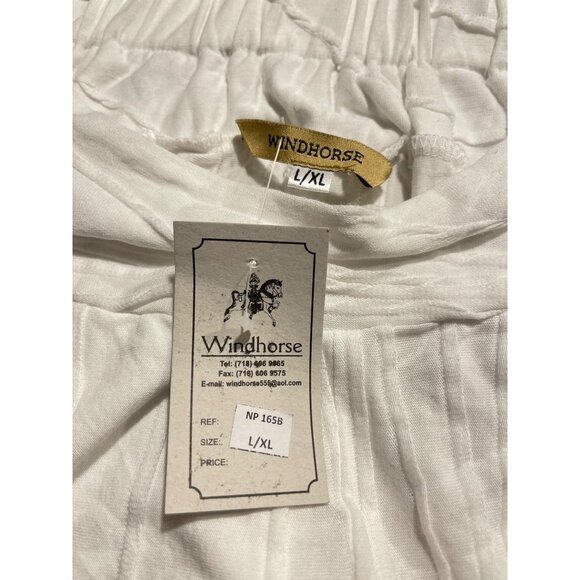 WINDHORSE
L/XL
Windhorse
Tel: (718) 606 9865
Fax: (718) 606 9575
E-mail: windhorse555@aol.com
REF: NP 165B
SIZE: L/XL
PRICE: